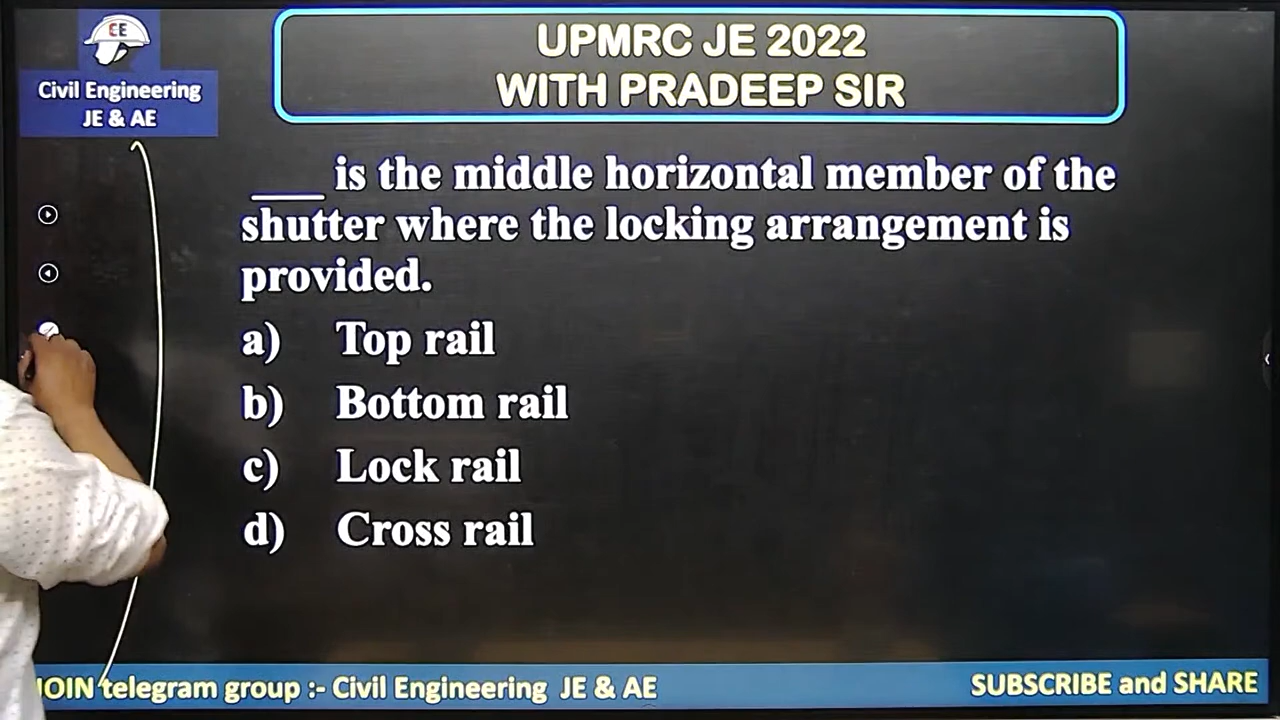 EE
Civil Engineering
JE & AE
UPMRC JE 2022
WITH PRADEEP SIR
___ is the middle horizontal member of the
shutter where the locking arrangement is
provided.
a) Top rail
b) Bottom rail
c) Lock rail
d) Cross rail
JOIN telegram group :- Civil Engineering JE & AE
SUBSCRIBE and SHARE